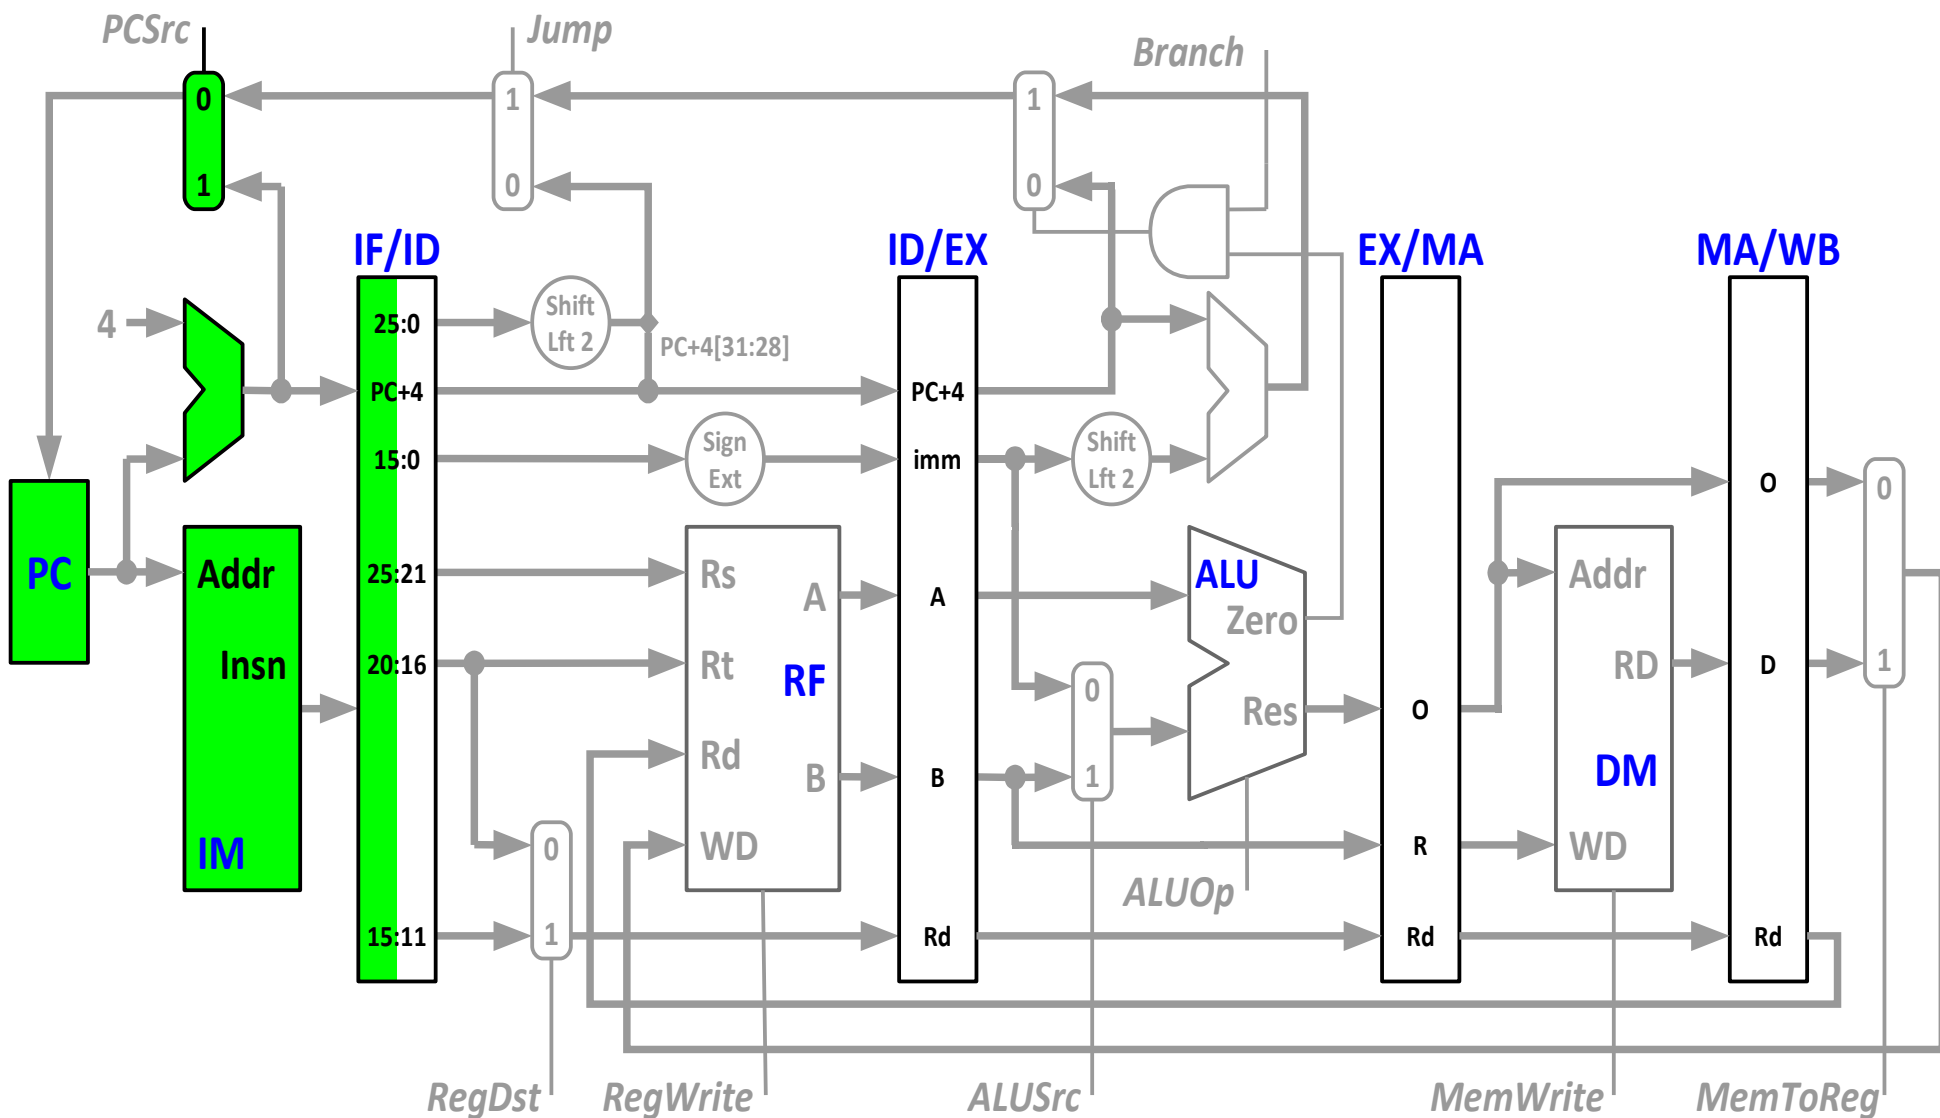 PCSrc
Jump
Branch
0
1
1
0
1
0
IF/ID
ID/EX
EX/MA
MA/WB
4
25:0
Shift
Lft 2
PC+4[31:28]
PC+4
PC+4
15:0
Sign
Ext
imm
Shift
Lft 2
O
0
PC
Addr
Insn
IM
25:21
20:16
15:11
Rs
A
Rt
RF
Rd
B
WD
A
B
Rd
ALU
Zero
Res
0
1
0
1
ALUOp
O
R
Rd
Addr
RD
DM
WD
D
1
Rd
RegDst
RegWrite
ALUSrc
MemWrite
MemToReg